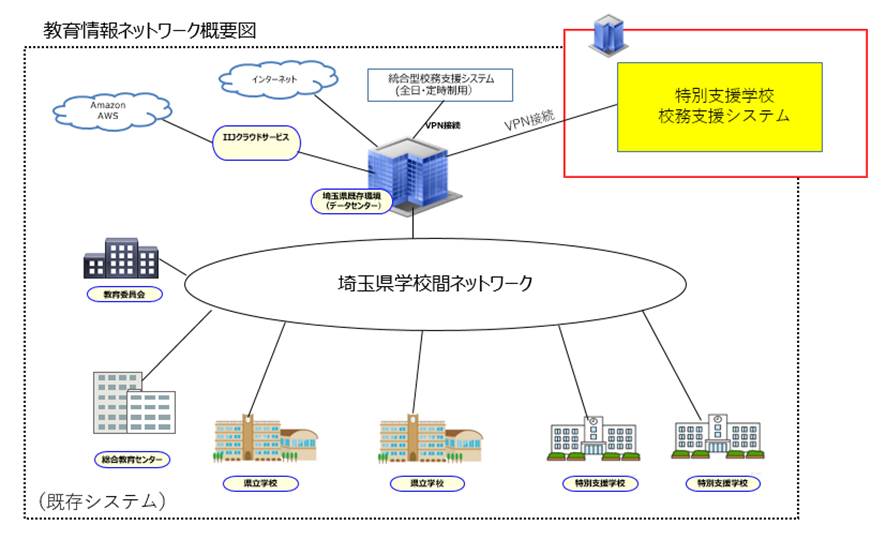 教育情報ネットワーク概要図
インターネット
統合型校務支援システム
(全日・定時制用)
Amazon
AWS
特別支援学校
校務支援システム
VPN接続
VPN接続
IIJクラウドサービス
埼玉県既存環境
(データセンター)
埼玉県学校間ネットワーク
教育委員会
総合教育センター
県立学校
県立学校
特別支援学校
特別支援学校
(既存システム)